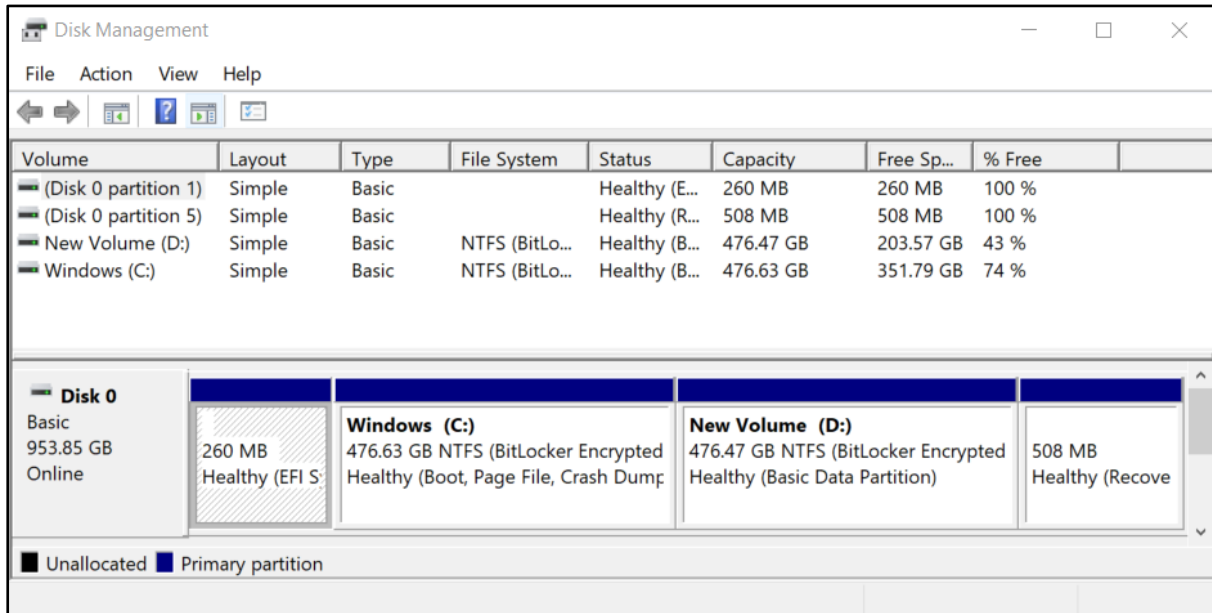 Disk Management
File Action View Help
Volume Layout Type File System Status Capacity Free Sp... % Free
(Disk 0 partition 1) Simple Basic Healthy (E... 260 MB 260 MB 100 %
(Disk 0 partition 5) Simple Basic Healthy (R... 508 MB 508 MB 100 %
New Volume (D:) Simple Basic NTFS (BitLo... Healthy (B... 476.47 GB 203.57 GB 43 %
Windows (C:) Simple Basic NTFS (BitLo... Healthy (B... 476.63 GB 351.79 GB 74 %
Disk 0
Basic
953.85 GB
Online
260 MB
Healthy (EFI S
Windows (C:)
476.63 GB NTFS (BitLocker Encrypted
Healthy (Boot, Page File, Crash Dump
New Volume (D:)
476.47 GB NTFS (BitLocker Encrypted
Healthy (Basic Data Partition)
508 MB
Healthy (Recove
Unallocated Primary partition